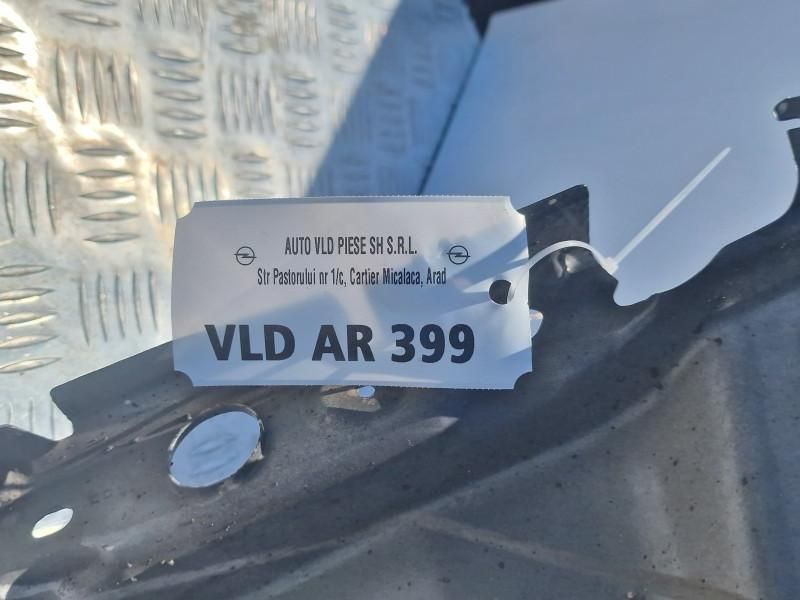 AUTO VLD PIESE SH S.R.L.
Str Pastorului nr 1/c, Cartier Micalaca, Arad
VLD AR 399